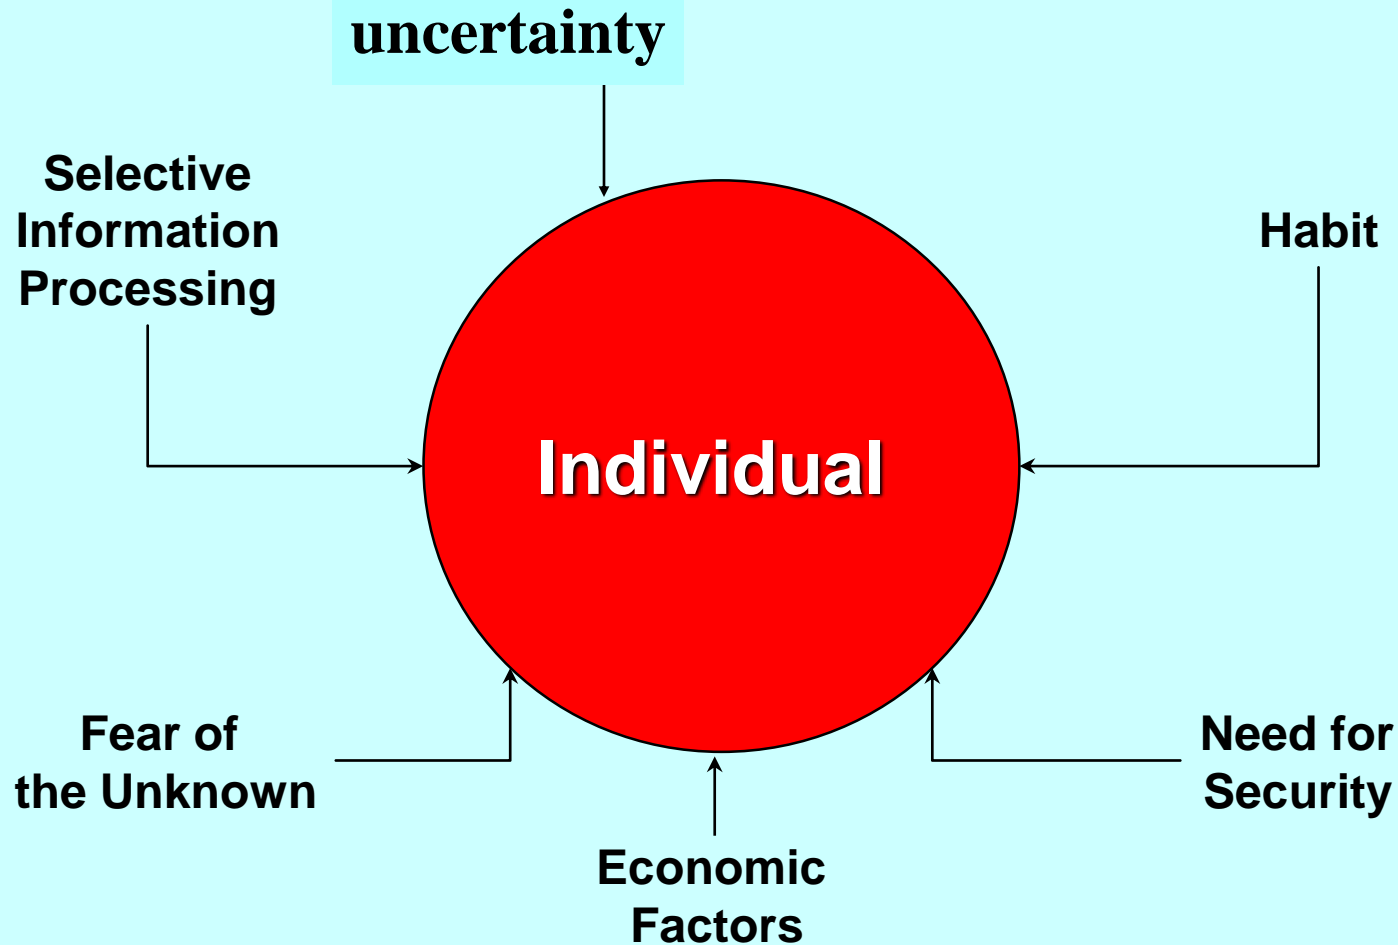 uncertainty
Selective
Information
Processing
Habit
Individual
Fear of
the Unknown
Need for
Security
Economic
Factors